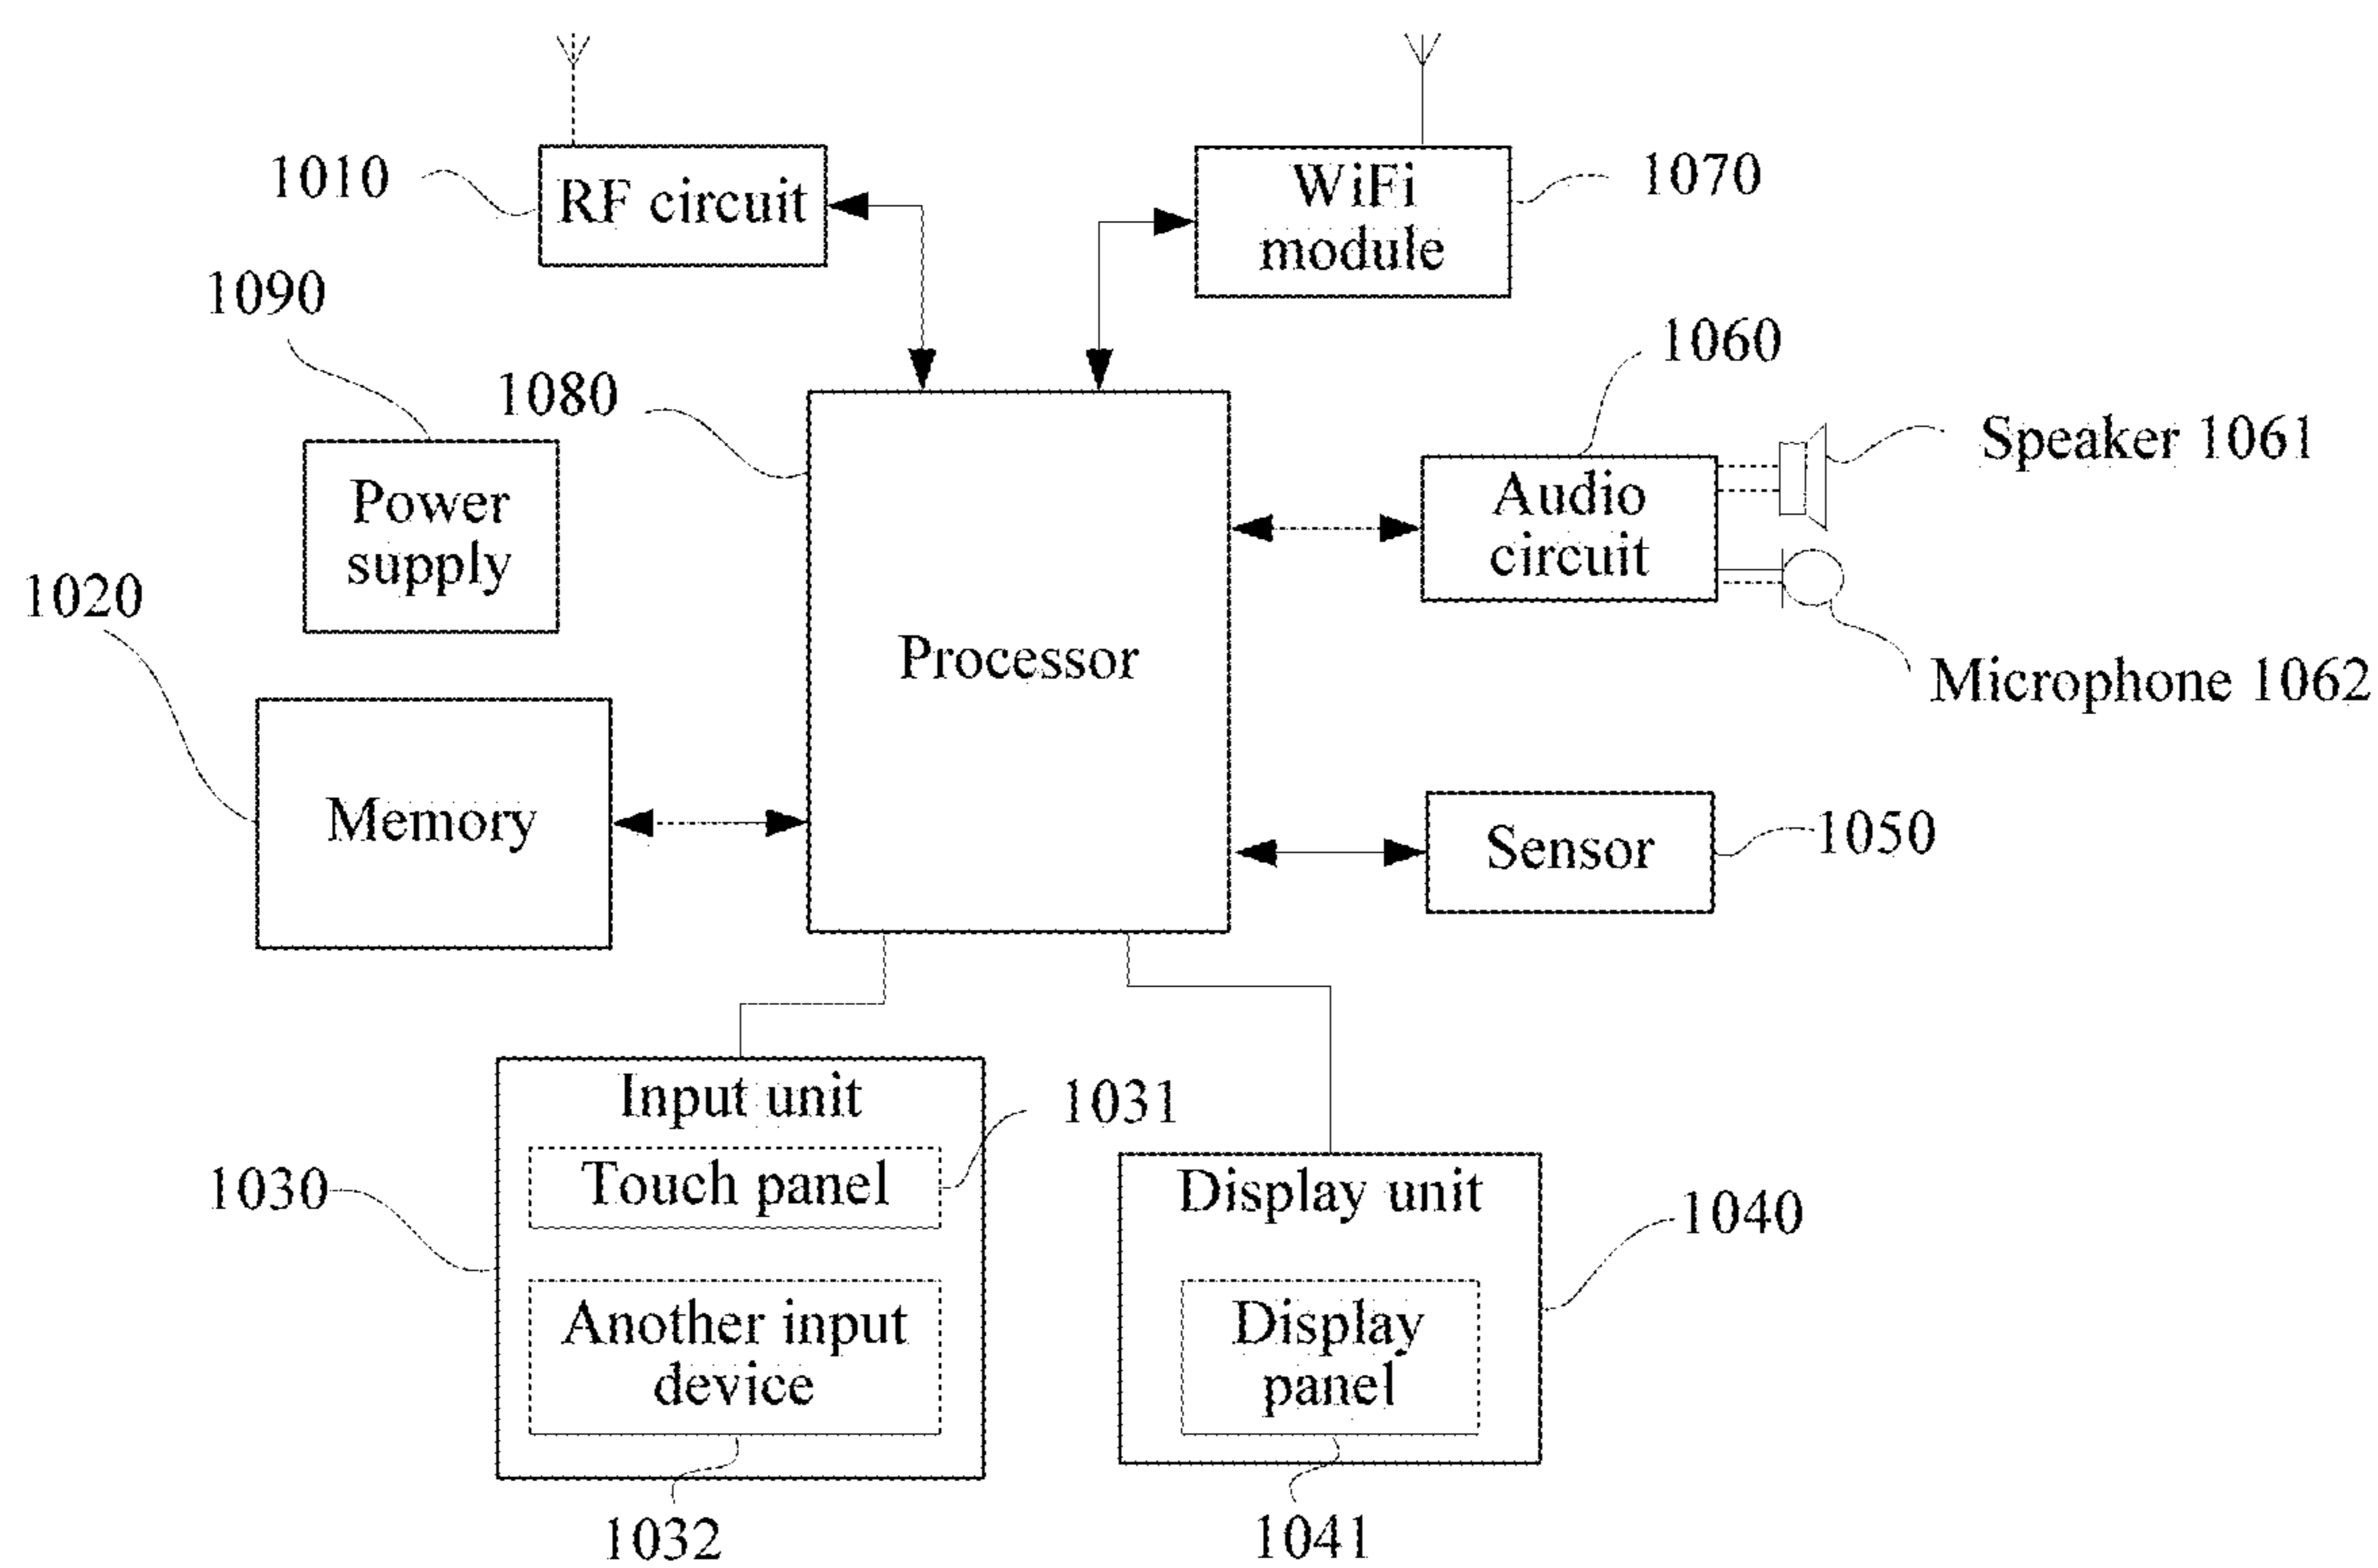 1010
RF circuit
WiFi
module
1070
1090
1080
1060
Speaker 1061
Power
supply
Audio
circuit
1020
Processor
Microphone 1062
Memory
Sensor
1050
Input unit
1031
Touch panel
1030
Display unit
1040
Another input
device
Display
panel
1032
1041